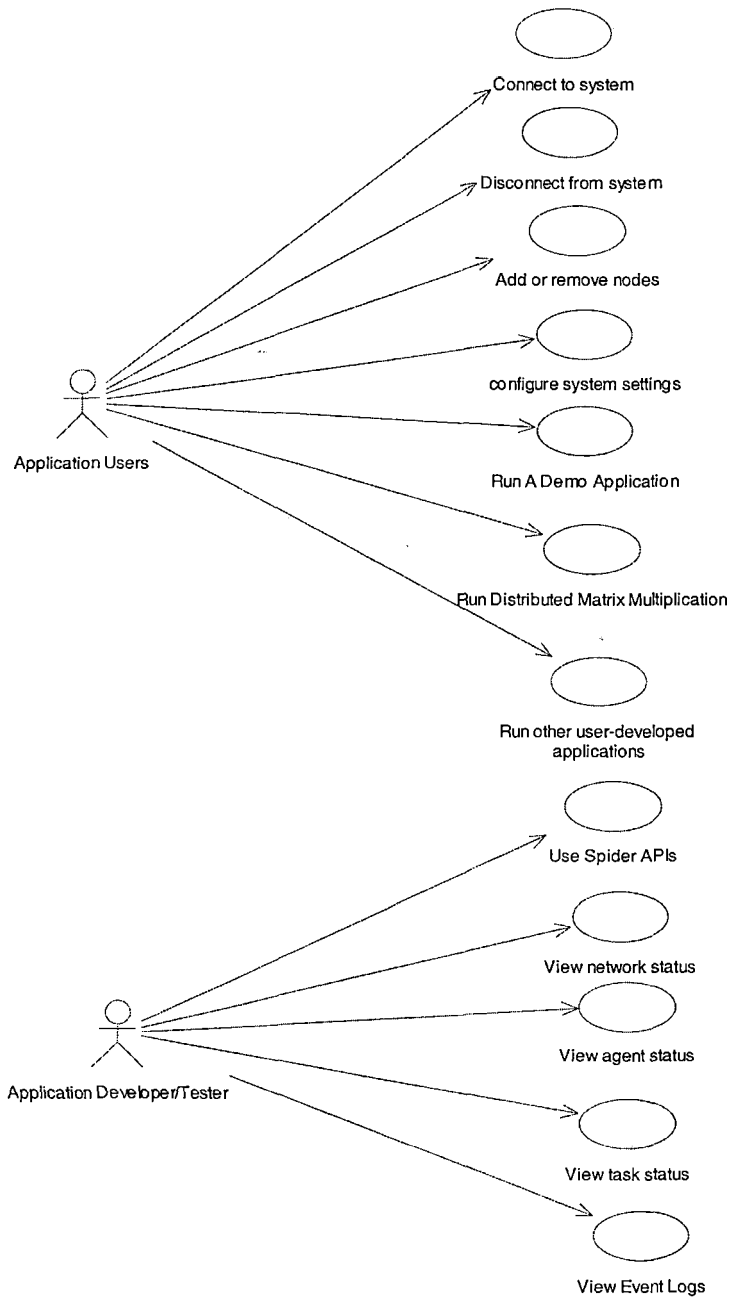 Connect to system
Disconnect from system
Add or remove nodes
configure system settings
Application Users
Run A Demo Application
Run Distributed Matrix Multiplication
Run other user-developed
applications
Use Spider APIs
View network status
View agent status
Application Developer/Tester
View task status
View Event Logs